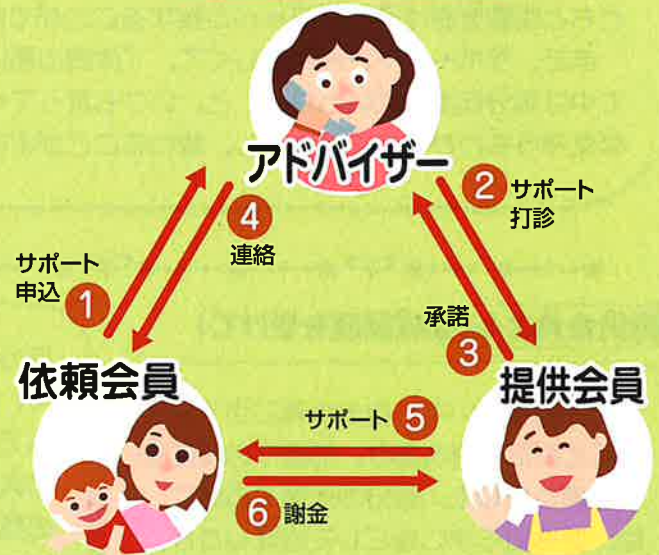 アドバイザー
サポート
申込 1
2 サポート
打診
承諾
3
4
連絡
依頼会員
提供会員
サポート 5
6 謝金